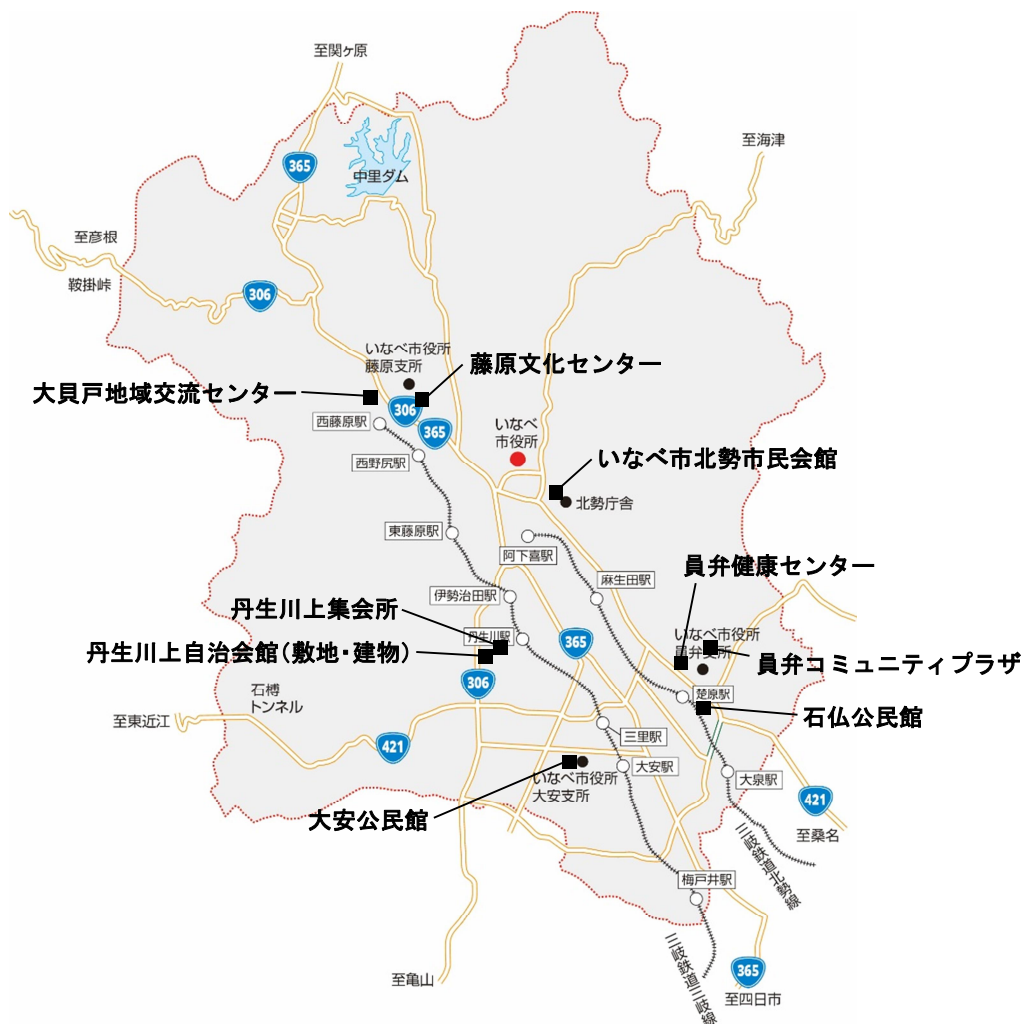 至関ヶ原
至海津
365
中里ダム
至彦根
鞍掛峠
306
いなべ市役所
藤原支所
藤原文化センター
大貝戸地域交流センター
306
西藤原駅
365
いなべ
市役所
西野尻駅
いなべ市北勢市民会館
北勢庁舎
東藤原駅
阿下喜駅
員弁健康センター
麻生田駅
伊勢治田駅
丹生川上集会所
丹生川駅
365
いなべ市役所
員弁支所
丹生川上自治会館(敷地・建物)
員弁コミュニティプラザ
306
石榑
トンネル
楚原駅
石仏公民館
至東近江
421
三里駅
大安駅
大泉駅
いなべ市役所
大安支所
421
大安公民館
至桑名
三岐鉄道北勢線
梅戸井駅
三岐鉄道三岐線
至亀山
365
至四日市